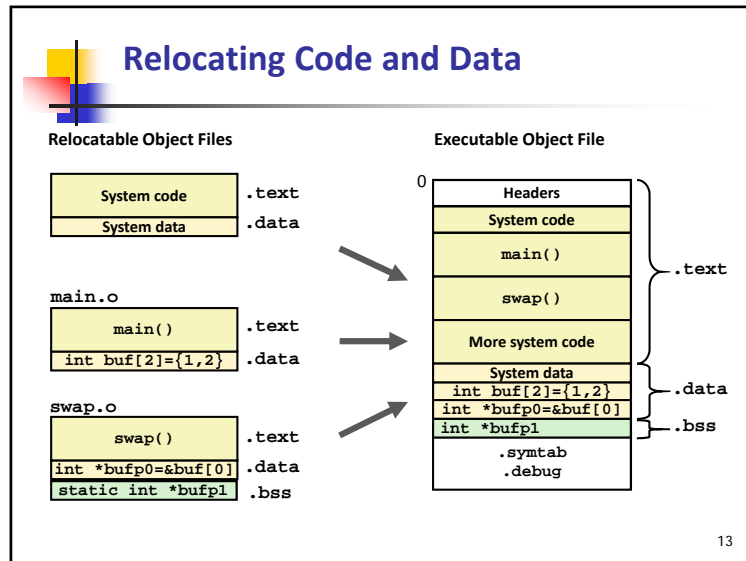 Relocating Code and Data
Relocatable Object Files
System code
.text
System data
.data
main.o
main()
.text
int buf[2]={1,2}
.data
swap.o
swap()
.text
int *bufp0=&buf[0]
.data
static int *bufp1
.bss
Executable Object File
0
Headers
System code
main()
swap()
More system code
.text
System data
int buf[2]={1,2}
int *bufp0=&buf[0]
.data
int *bufp1
.bss
.symtab
.debug
13